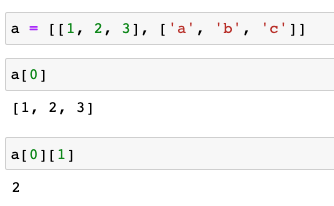 a = [[1, 2, 3], ['a', 'b', 'c']]
a[0]
[1, 2, 3]
a[0][1]
2